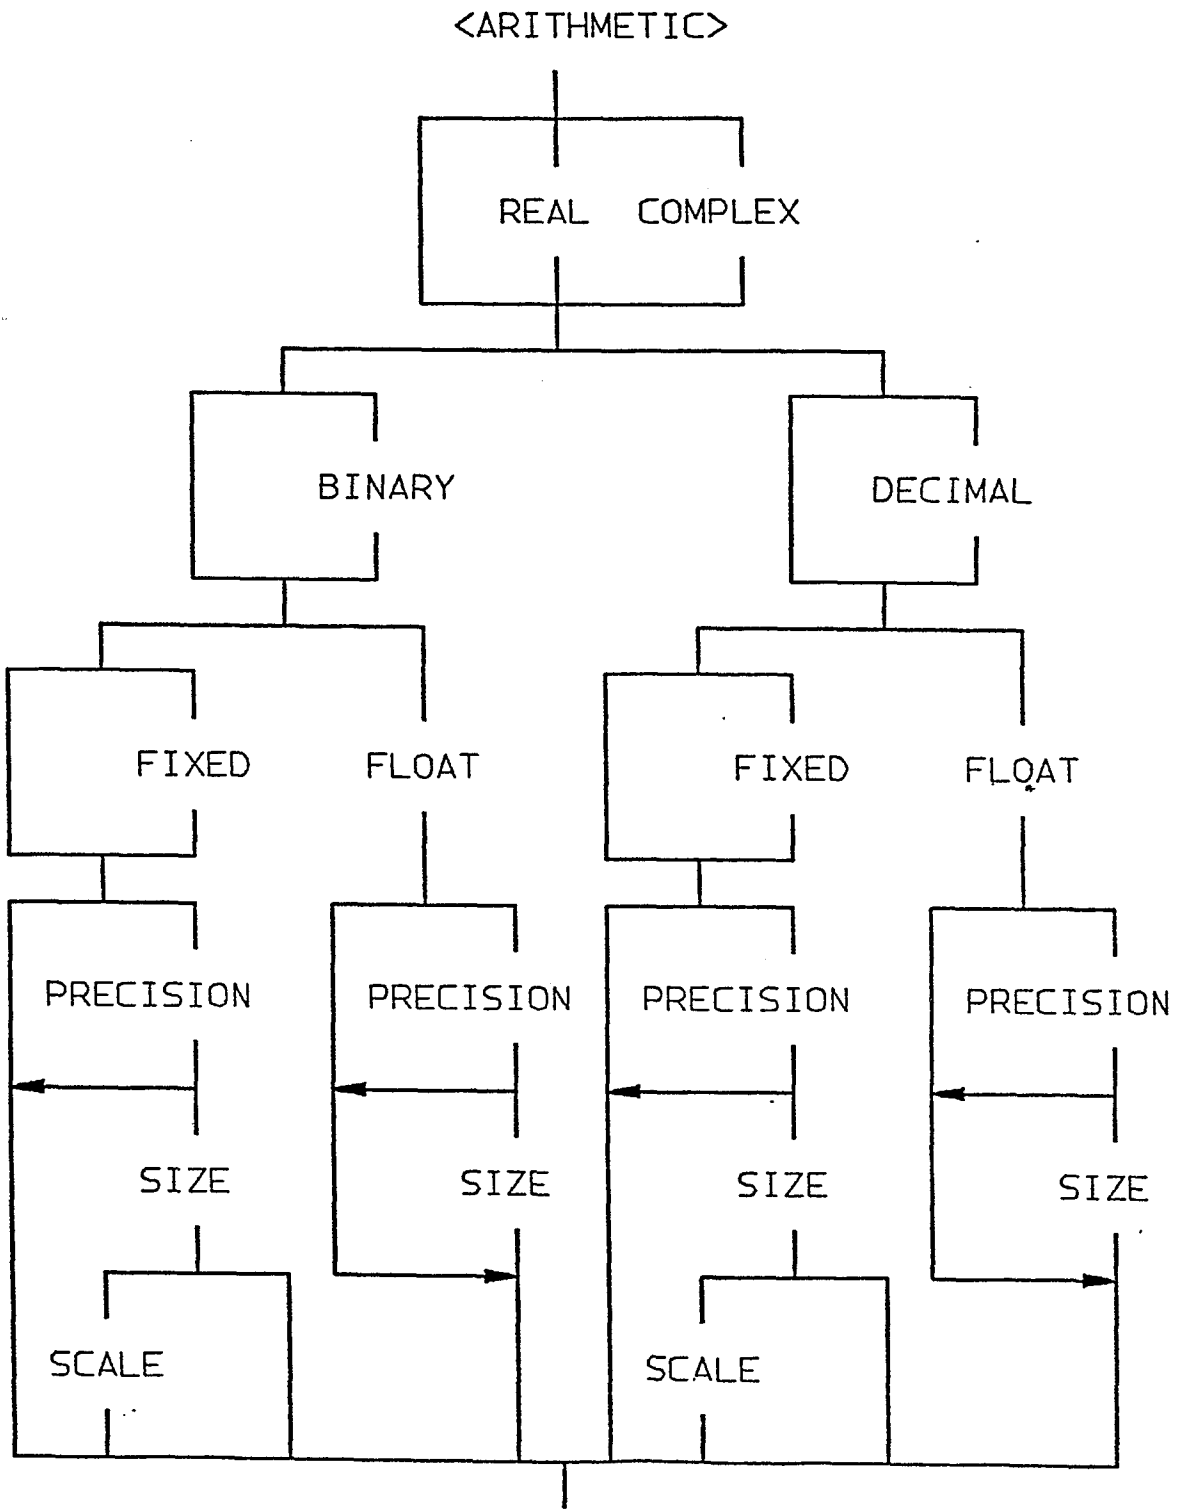 <ARITHMETIC>
REAL COMPLEX
BINARY
DECIMAL
FIXED
FLOAT
FIXED
FLOAT
PRECISION
PRECISION
PRECISION
PRECISION
SIZE
SIZE
SIZE
SIZE
SCALE
SCALE